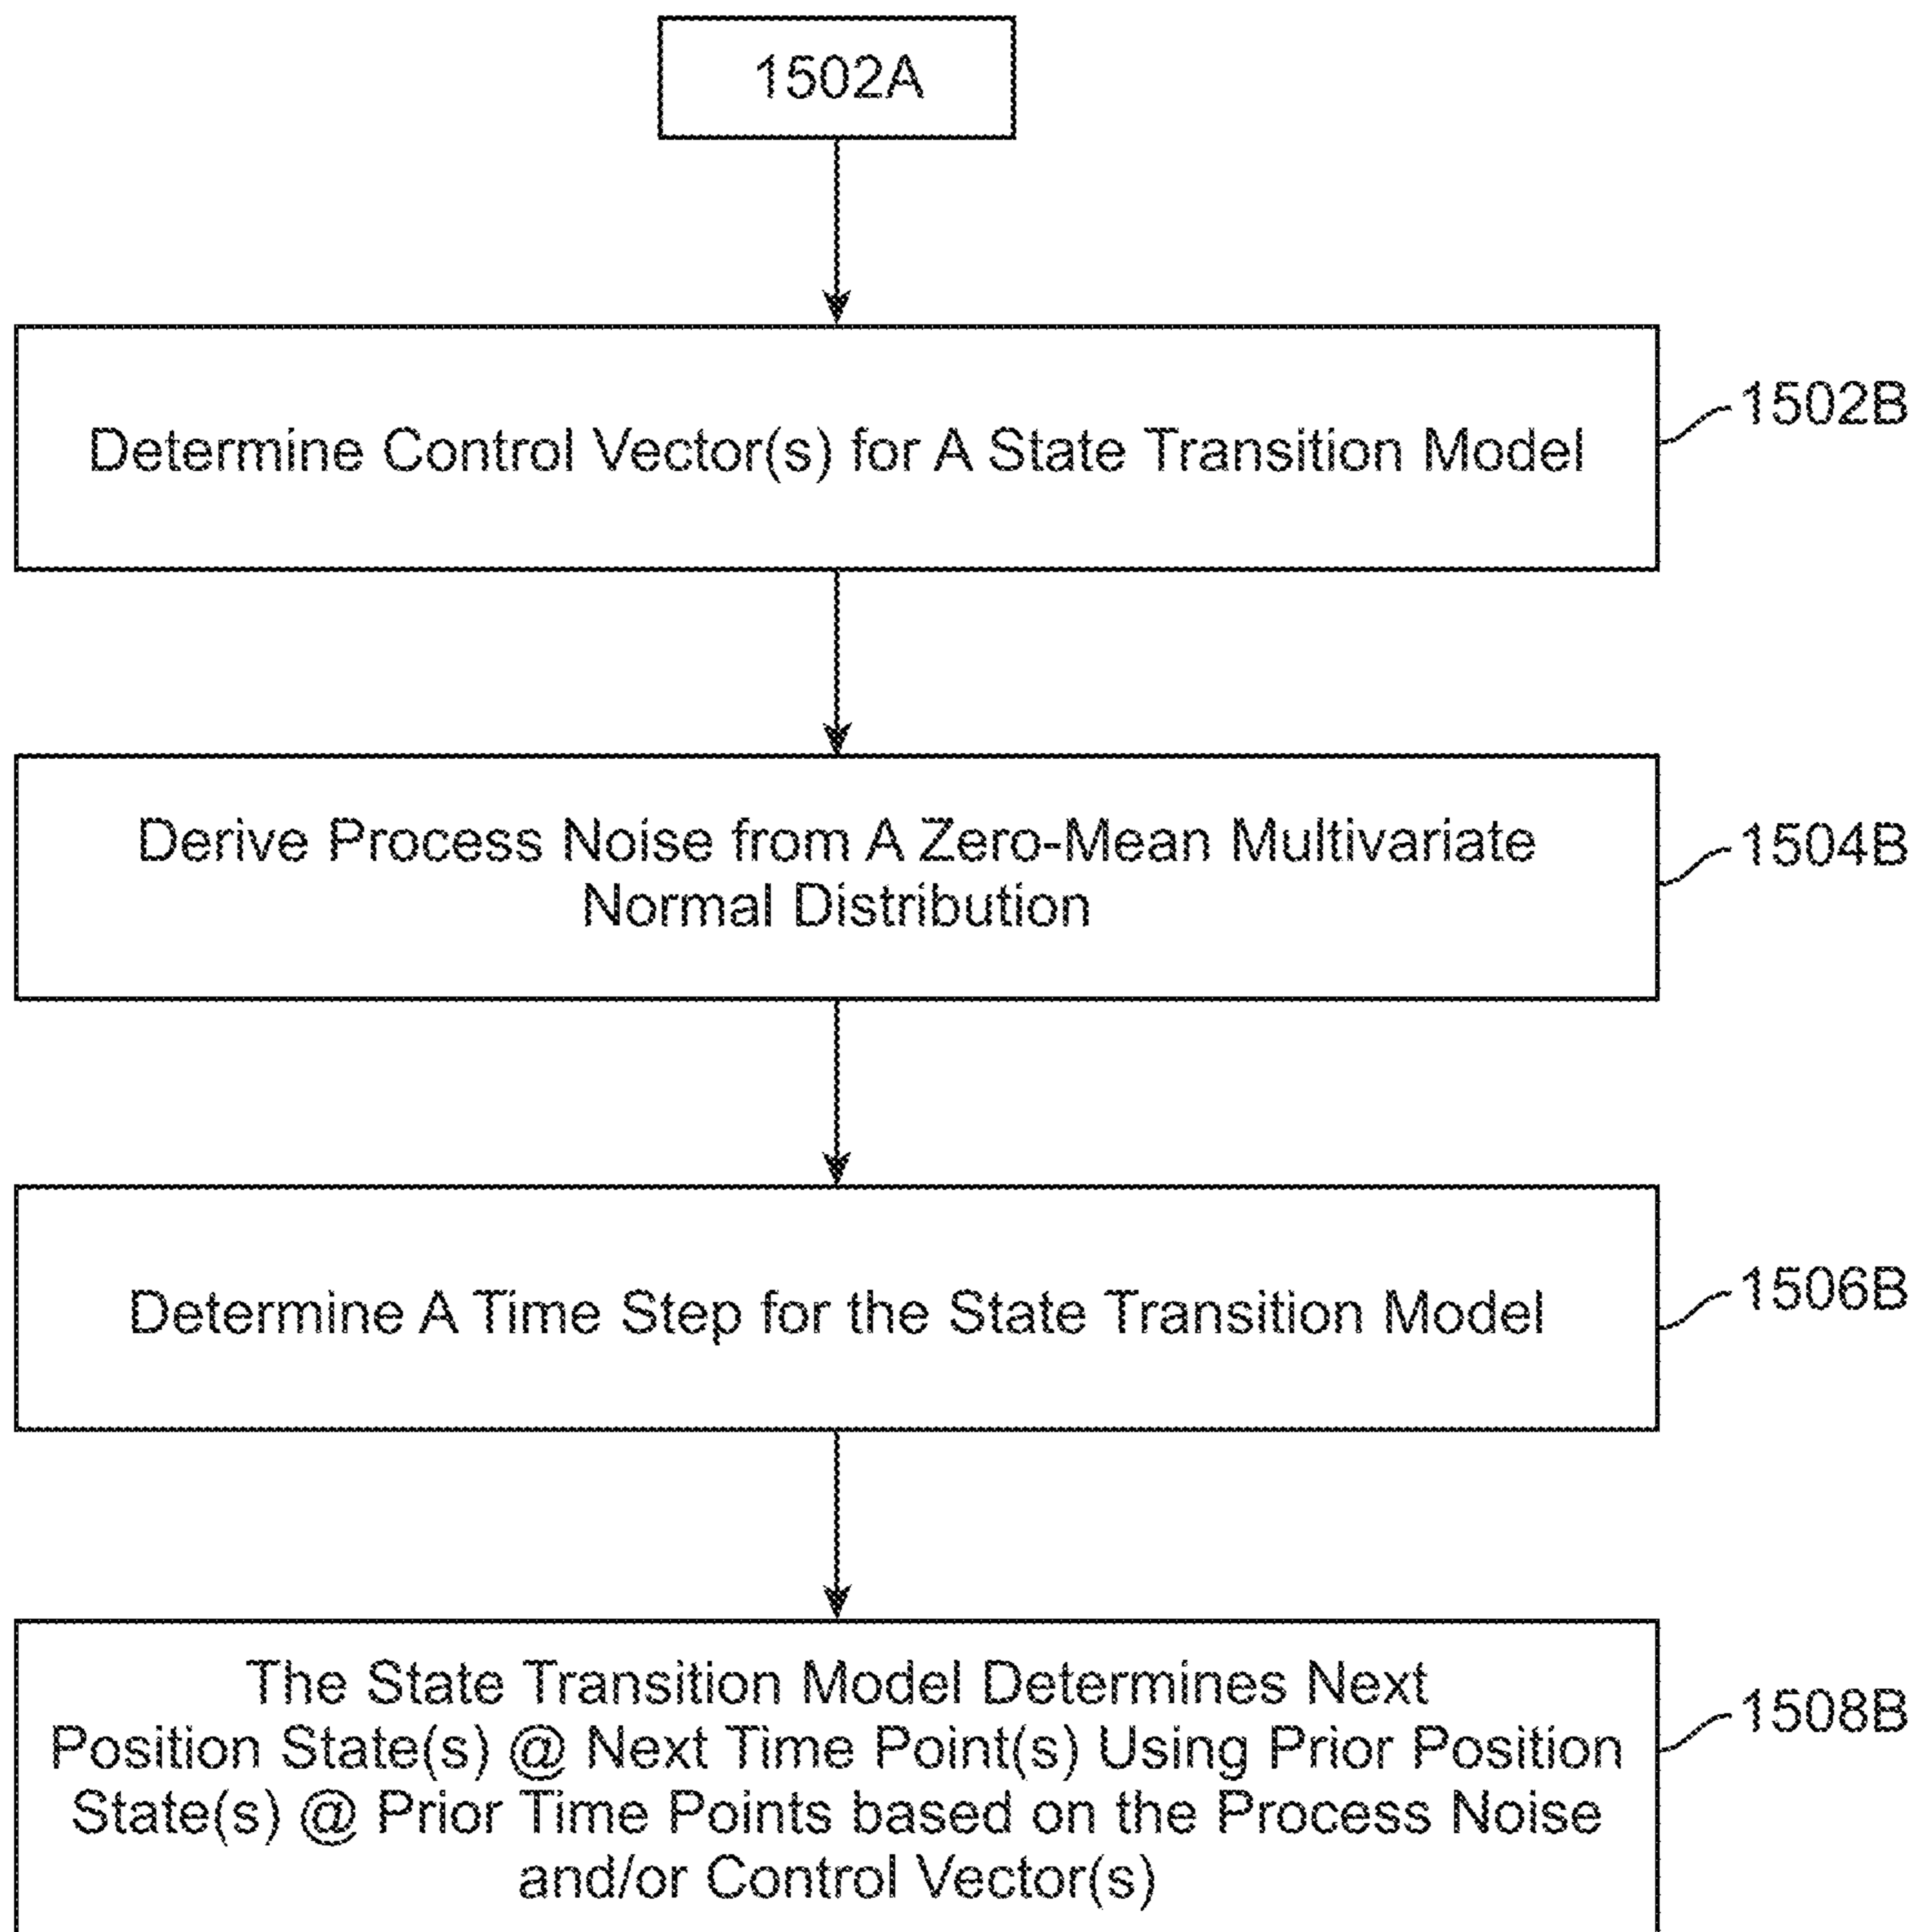 1502A
Determine Control Vector(s) for A State Transition Model
1502B
Derive Process Noise from A Zero-Mean Multivariate
Normal Distribution
1504B
Determine A Time Step for the State Transition Model
1506B
The State Transition Model Determines Next
Position State(s) @ Next Time Point(s) Using Prior Position
State(s) @ Prior Time Points based on the Process Noise
and/or Control Vector(s)
1508B